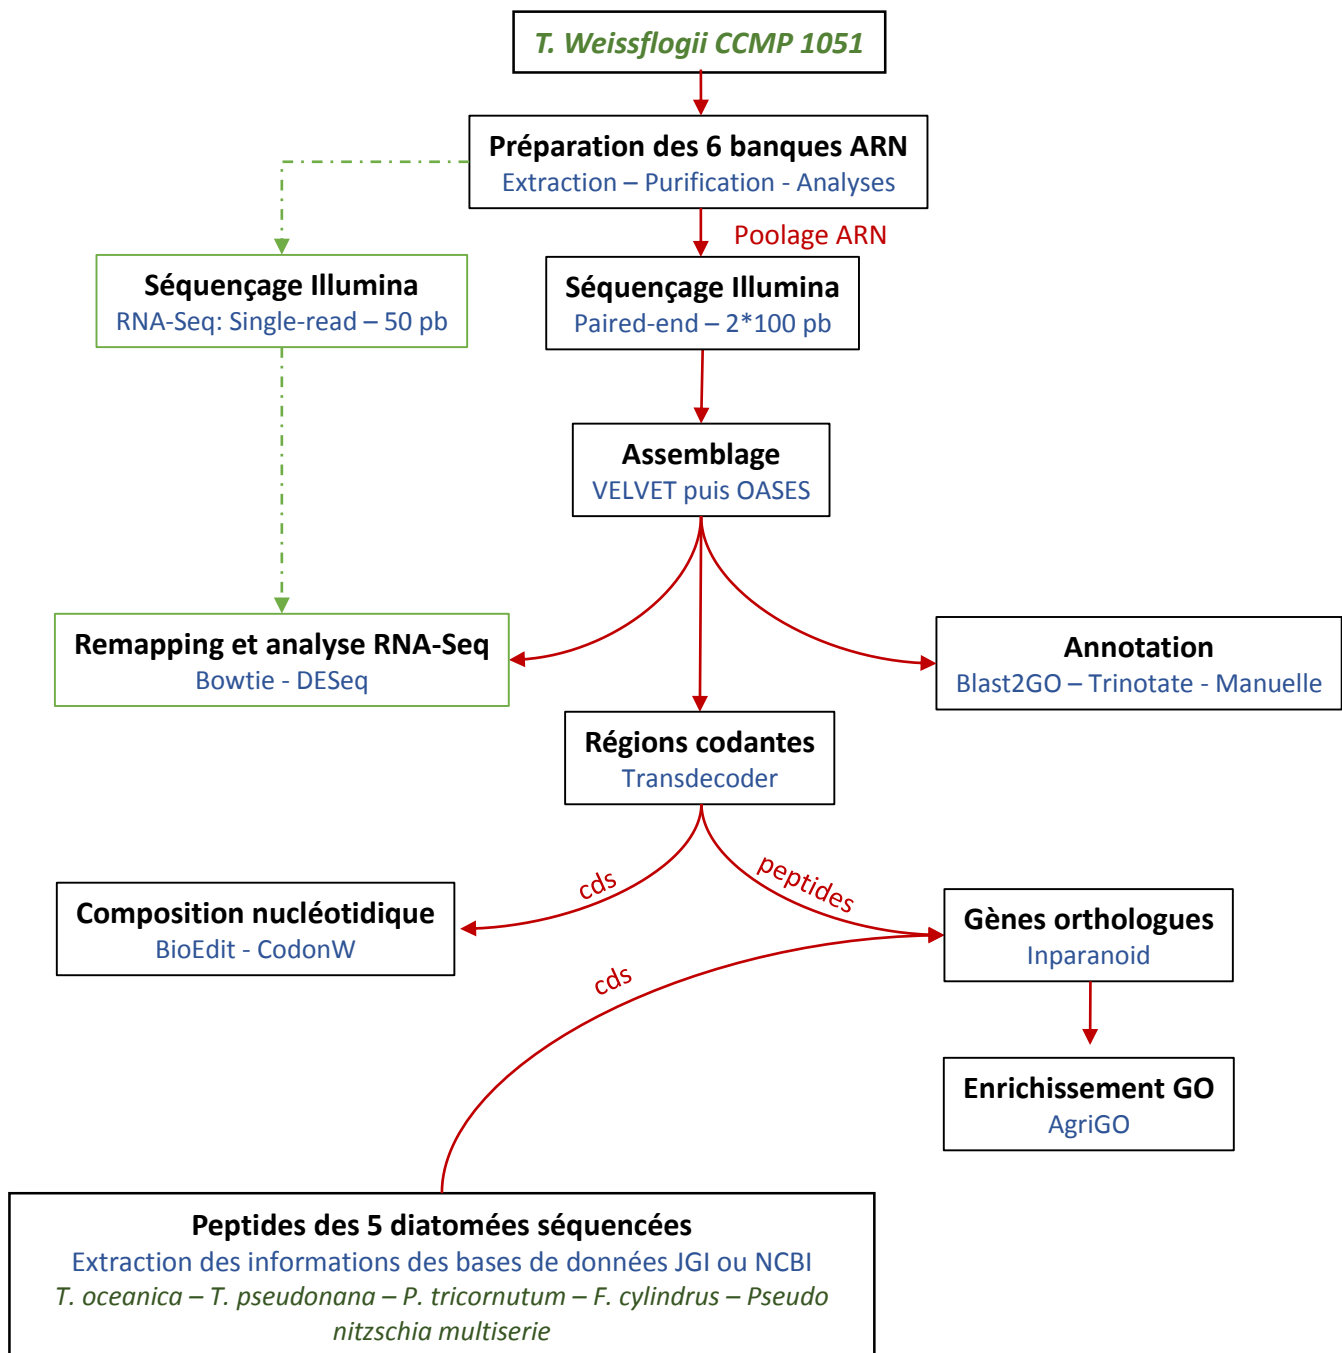 T. Weissflogii CCMP 1051
Préparation des 6 banques ARN
Extraction – Purification - Analyses
Poolage ARN
Séquençage Illumina
RNA-Seq: Single-read – 50 pb
Séquençage Illumina
Paired-end – 2*100 pb
Assemblage
VELVET puis OASES
Remapping et analyse RNA-Seq
Bowtie - DESeq
Annotation
Blast2GO – Trinotate - Manuelle
Régions codantes
Transdecoder
cds
peptides
Composition nucléotidique
BioEdit - CodonW
Gènes orthologues
Inparanoid
cds
Enrichissement GO
AgriGO
Peptides des 5 diatomées séquencées
Extraction des informations des bases de données JGI ou NCBI
T. oceanica – T. pseudonana – P. tricornutum – F. cylindrus – Pseudo
nitzschia multiserie